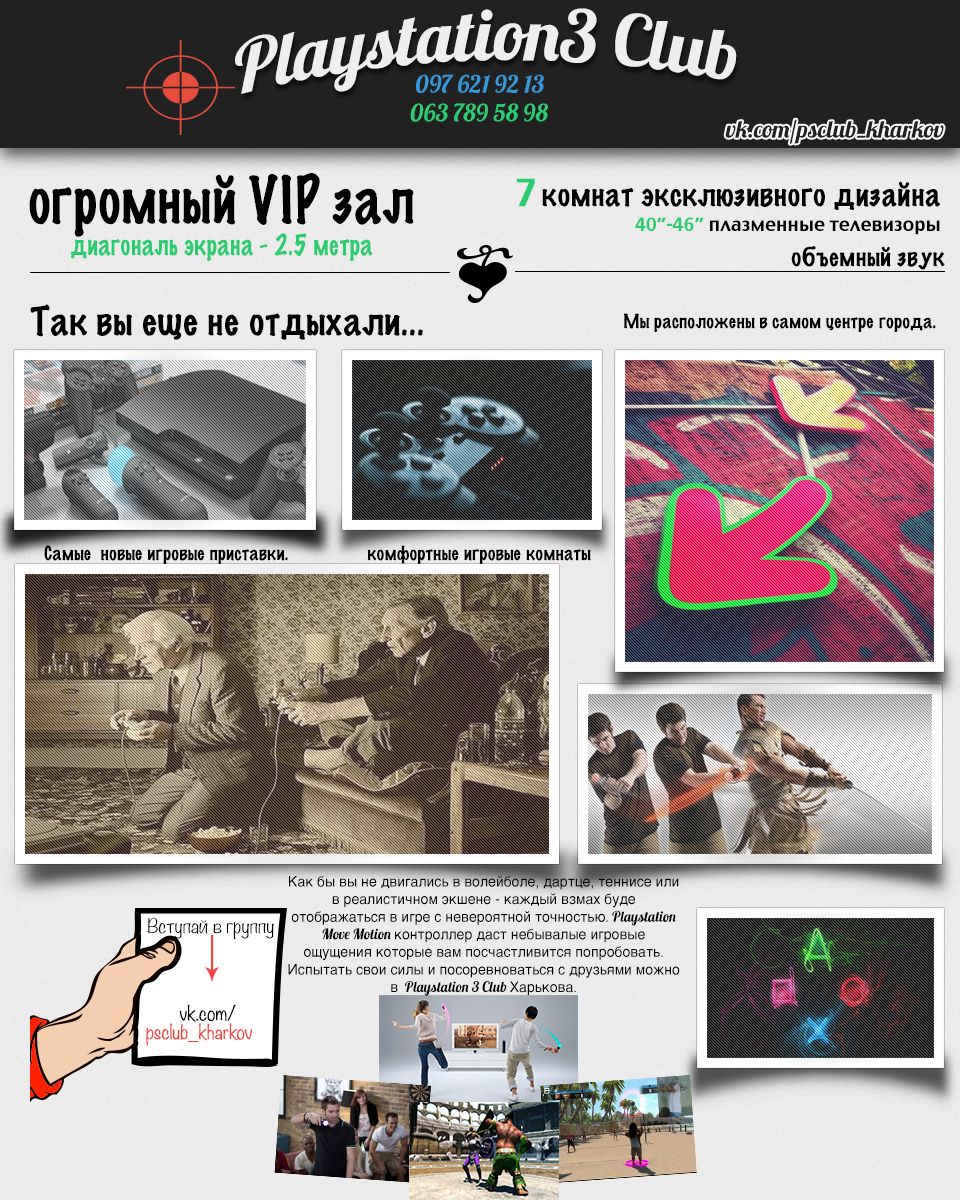 Playstation3 Club
097 621 92 13
063 789 58 98
vk.com/psclub_kharkov
огромный VIP зал
диагональ экрана - 2.5 метра
7 комнат эксклюзивного дизайна
40”-46” плазменные телевизоры
объемный звук
Так вы еще не отдыхали...
Мы расположены в самом центре города.
Самые новые игровые приставки.
комфортные игровые комнаты
Как бы вы не двигались в волейболе, дартце, теннисе или
в реалистичном экшене - каждый взмах буде
отображаться в игре с невероятной точностью. Playstation
Move Motion контроллер даст небывалые игровые
ощущения которые вам посчастливится попробовать.
Испытать свои силы и посоревноваться с друзьями можно
в Playstation 3 Club Харькова.
Вступай в группу
vk.com/
psclub_kharkov